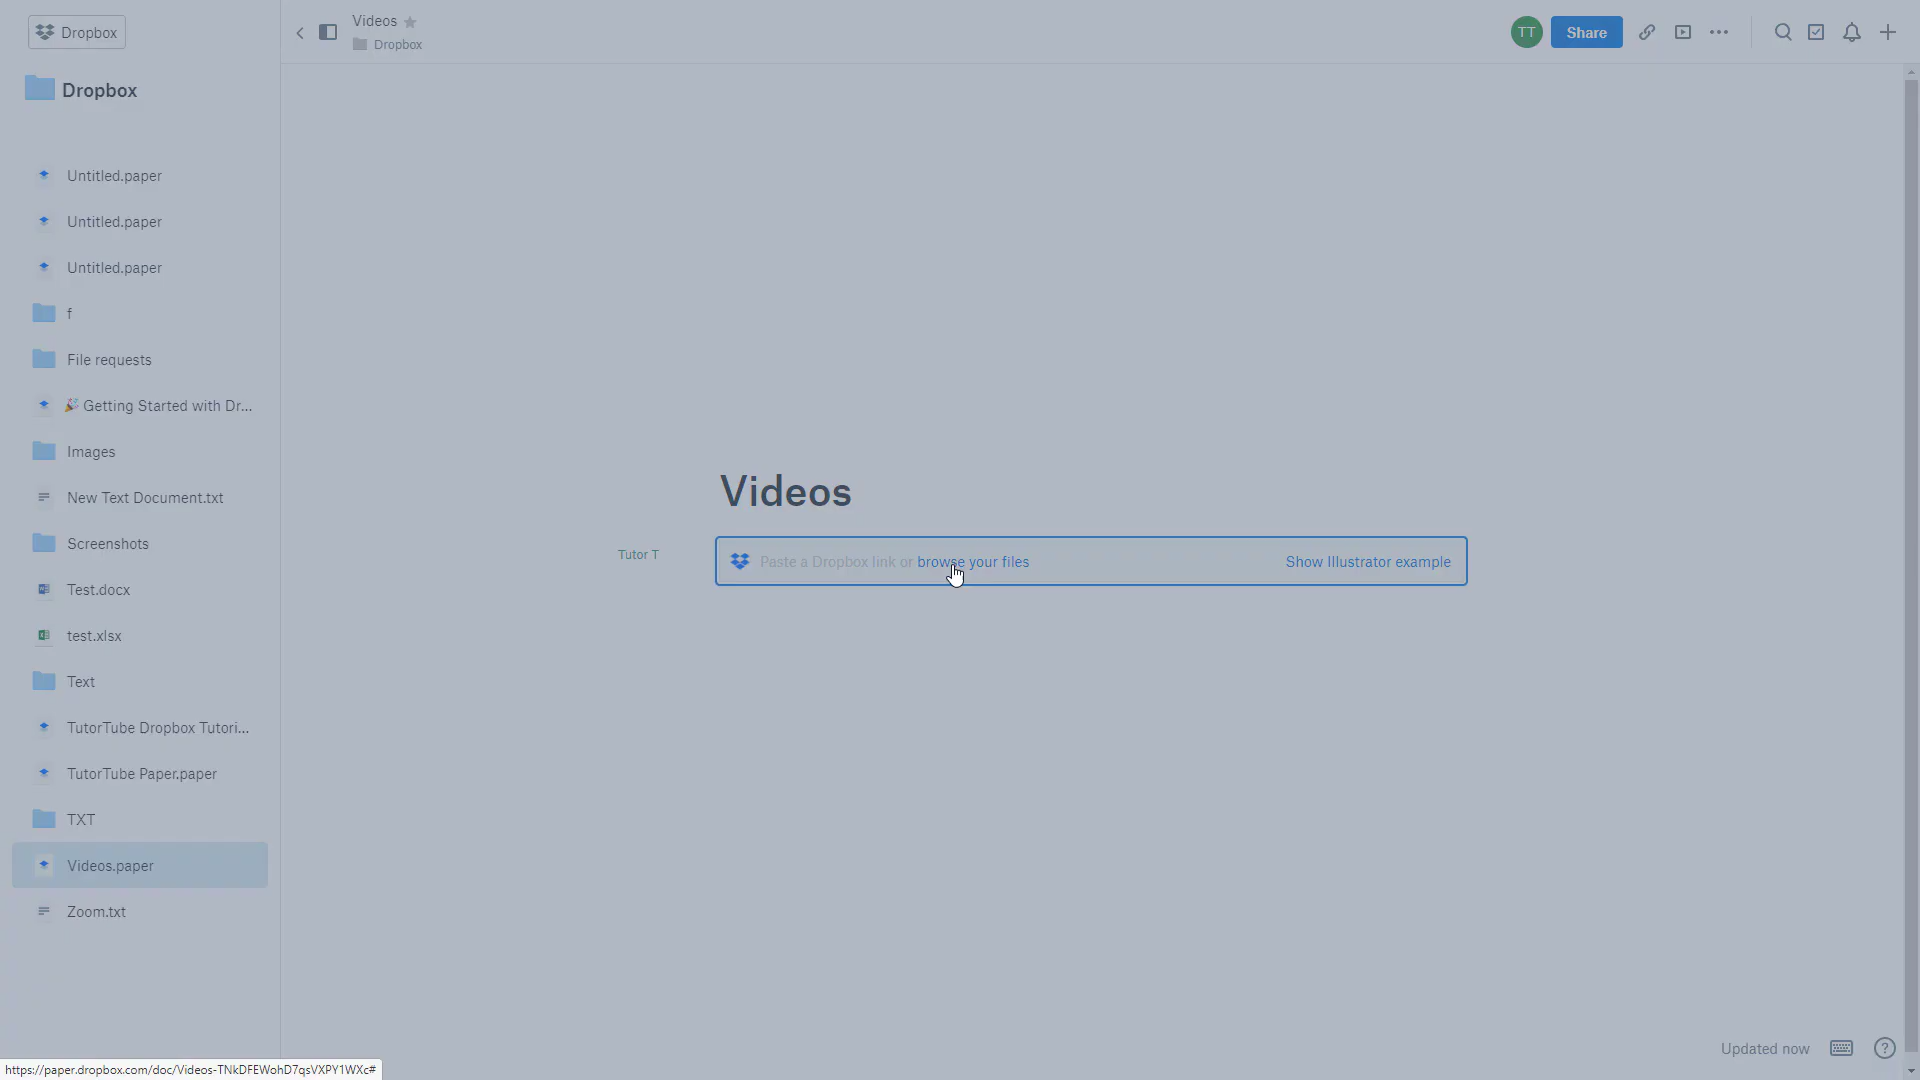 Dropbox
Dropbox
Untitled.paper
Untitled.paper
Untitled.paper
f
File requests
🎉 Getting Started with Dr...
Images
New Text Document.txt
Screenshots
Test.docx
test.xlsx
Text
TutorTube Dropbox Tutori...
TutorTube Paper.paper
TXT
Videos.paper
Zoom.txt
Videos
Dropbox
TT
Share
Videos
Tutor T
Paste a Dropbox link or browse your files
Show Illustrator example
Updated now
https://paper.dropbox.com/doc/Videos-TNkDFEWohD7qsVXPY1WXc#